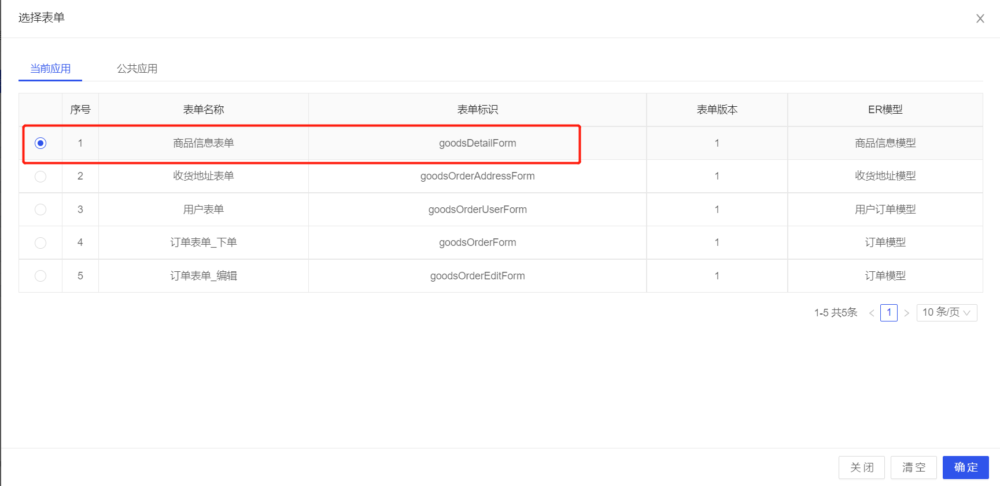 选择表单
当前应用 公共应用
序号 表单名称 表单标识 表单版本 ER模型
1 商品信息表单 goodsDetailForm 1 商品信息模型
2 收货地址表单 goodsOrderAddressForm 1 收货地址模型
3 用户表单 goodsOrderUserForm 1 用户订单模型
4 订单表单_下单 goodsOrderForm 1 订单模型
5 订单表单_编辑 goodsOrderEditForm 1 订单模型
1-5 共5条 < 1 > 10 条/页
关闭 清空 确定